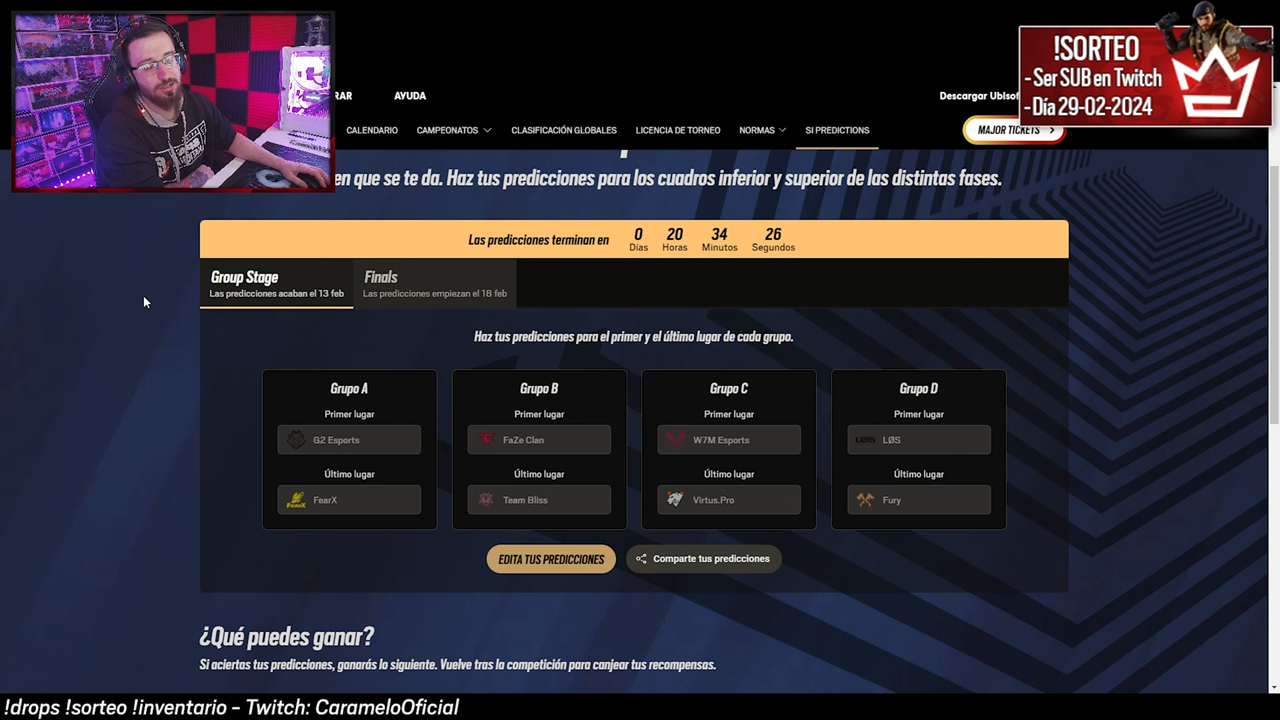 !SORTEO
- Ser SUB en Twitch
- Día 29-02-2024
RAR
AYUDA
Descargar Ubisof
CALENDARIO
CAMPEONATOS
CLASIFICACIÓN GLOBALES
LICENCIA DE TORNEO
NORMAS
SI PREDICTIONS
MAJOR TICKETS
en que se te da. Haz tus predicciones para los cuadros inferior y superior de las distintas fases.
Las predicciones terminan en
0 20 34 26
Días Horas Minutos Segundos
Group Stage
Las predicciones acaban el 13 feb
Finals
Las predicciones empiezan el 18 feb
Haz tus predicciones para el primer y el último lugar de cada grupo.
Grupo A
Primer lugar
G2 Esports
Último lugar
FearX
Grupo B
Primer lugar
FaZe Clan
Último lugar
Team Bliss
Grupo C
Primer lugar
W7M Esports
Último lugar
Virtus.Pro
Grupo D
Primer lugar
LØS
LØS
Último lugar
Fury
EDITA TUS PREDICCIONES
Comparte tus predicciones
¿Qué puedes ganar?
Si aciertas tus predicciones, ganarás lo siguiente. Vuelve tras la competición para canjear tus recompensas.
!drops !sorteo !inventario - Twitch: CarameloOficial